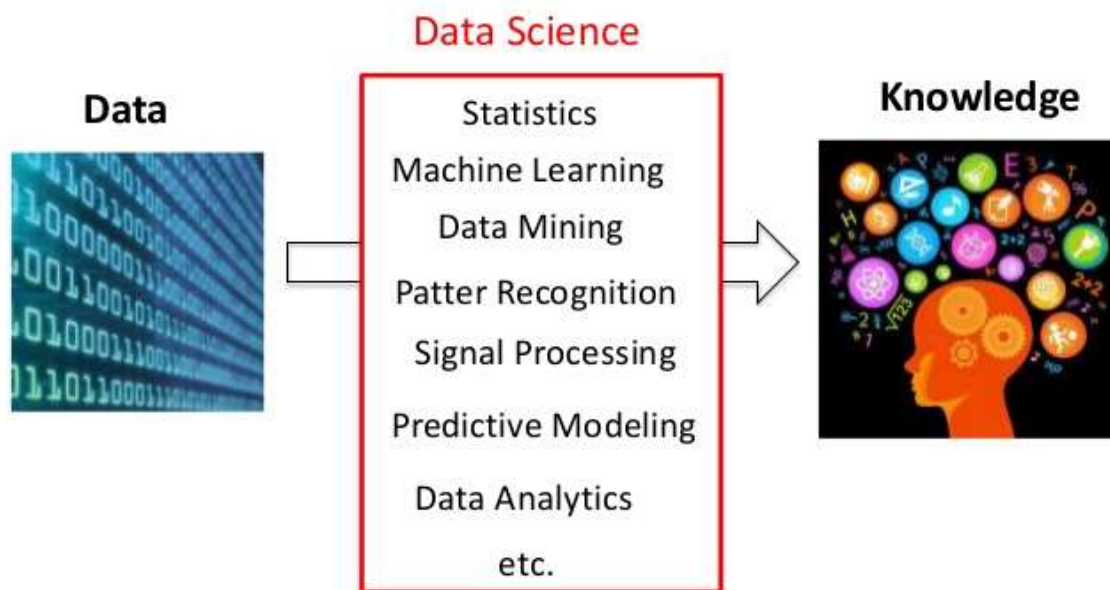 Data Science
Data
Statistics
Machine Learning
Data Mining
Patter Recognition
Signal Processing
Predictive Modeling
Data Analytics
etc.
Knowledge